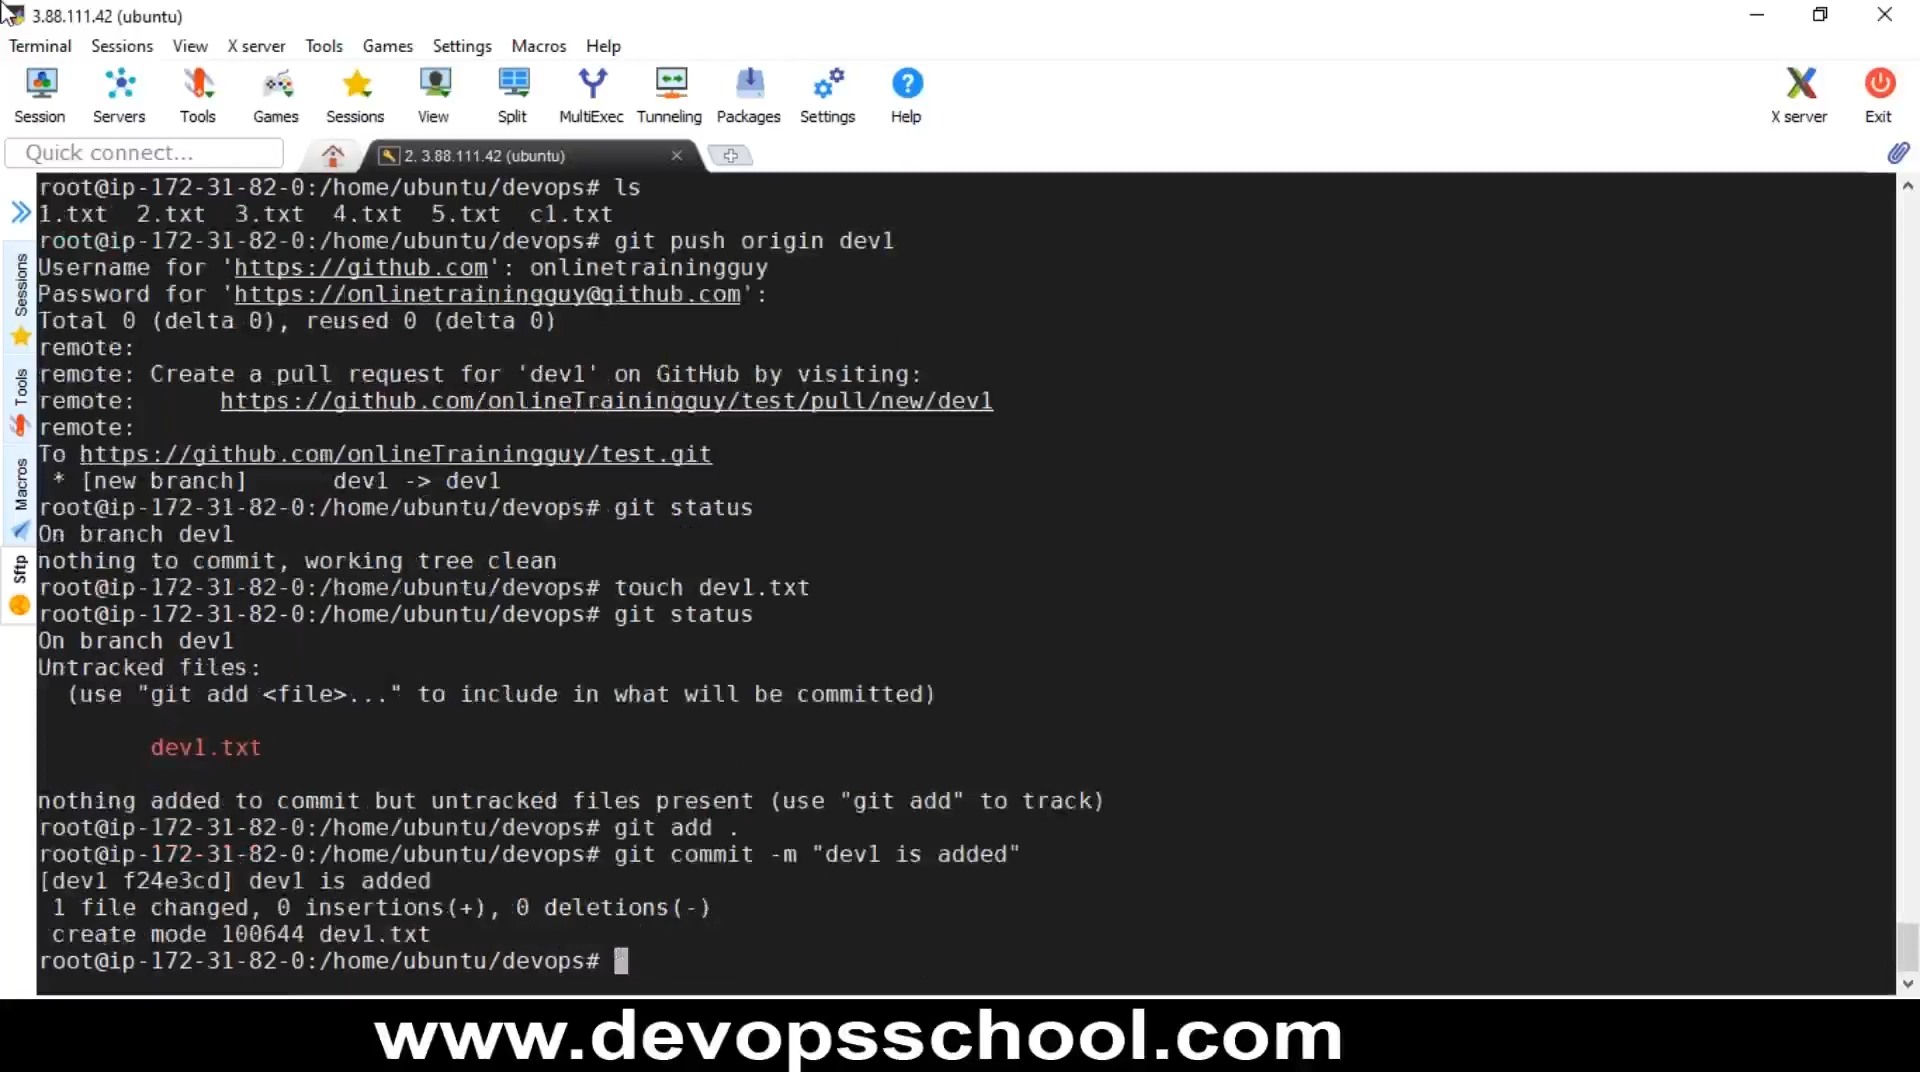 3.88.111.42 (ubuntu)
Terminal Sessions View X server Tools Games Settings Macros Help
Session Servers Tools Games Sessions View Split MultiExec Tunneling Packages Settings Help X server Exit
Quick connect...
2. 3.88.111.42 (ubuntu)
Sessions
Tools
Macros
Sftp
root@ip-172-31-82-0:/home/ubuntu/devops# ls
1.txt 2.txt 3.txt 4.txt 5.txt c1.txt
root@ip-172-31-82-0:/home/ubuntu/devops# git push origin dev1
Username for 'https://github.com': onlinetrainingguy
Password for 'https://onlinetrainingguy@github.com':
Total 0 (delta 0), reused 0 (delta 0)
remote:
remote: Create a pull request for 'dev1' on GitHub by visiting:
remote: https://github.com/onlineTrainingguy/test/pull/new/dev1
remote:
To https://github.com/onlineTrainingguy/test.git
* [new branch] dev1 -> dev1
root@ip-172-31-82-0:/home/ubuntu/devops# git status
On branch dev1
nothing to commit, working tree clean
root@ip-172-31-82-0:/home/ubuntu/devops# touch dev1.txt
root@ip-172-31-82-0:/home/ubuntu/devops# git status
On branch dev1
Untracked files:
(use "git add <file>..." to include in what will be committed)
dev1.txt
nothing added to commit but untracked files present (use "git add" to track)
root@ip-172-31-82-0:/home/ubuntu/devops# git add .
root@ip-172-31-82-0:/home/ubuntu/devops# git commit -m "dev1 is added"
[dev1 f24e3cd] dev1 is added
1 file changed, 0 insertions(+), 0 deletions(-)
create mode 100644 dev1.txt
root@ip-172-31-82-0:/home/ubuntu/devops#
www.devopsschool.com